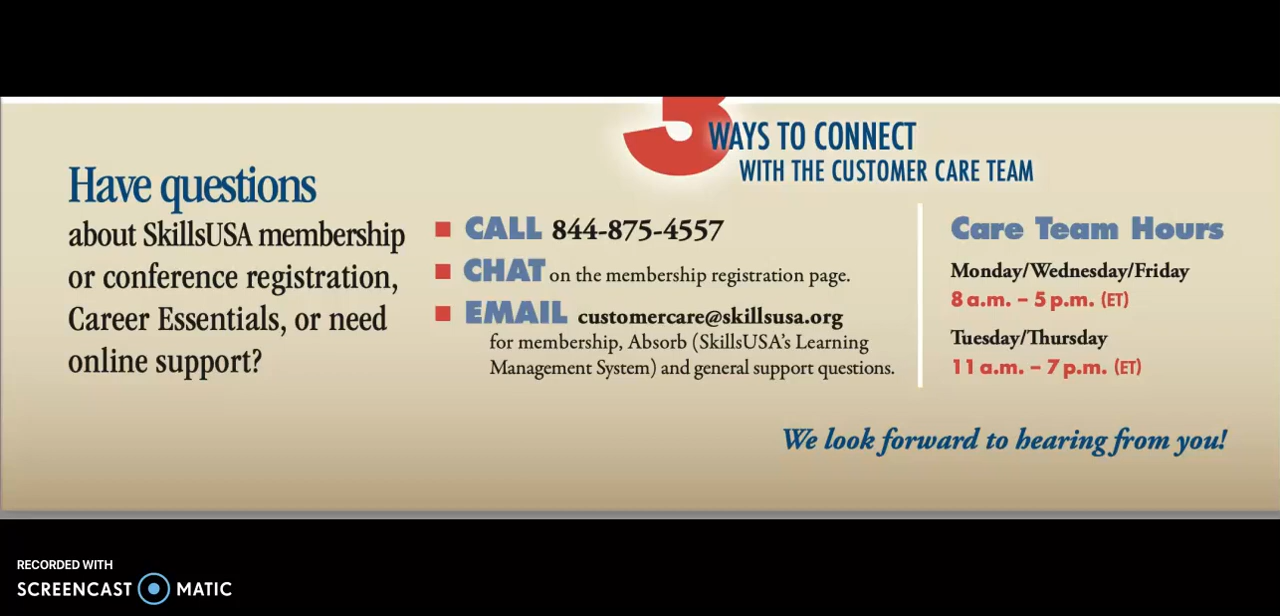 3
WAYS TO CONNECT
WITH THE CUSTOMER CARE TEAM
Have questions
about SkillsUSA membership
or conference registration,
Career Essentials, or need
online support?
CALL 844-875-4557
CHAT on the membership registration page.
EMAIL customercare@skillsusa.org
for membership, Absorb (SkillsUSA's Learning
Management System) and general support questions.
Care Team Hours
Monday/Wednesday/Friday
8 a.m. – 5 p.m. (ET)
Tuesday/Thursday
11 a.m. – 7 p.m. (ET)
We look forward to hearing from you!
RECORDED WITH
SCREENCAST MATIC